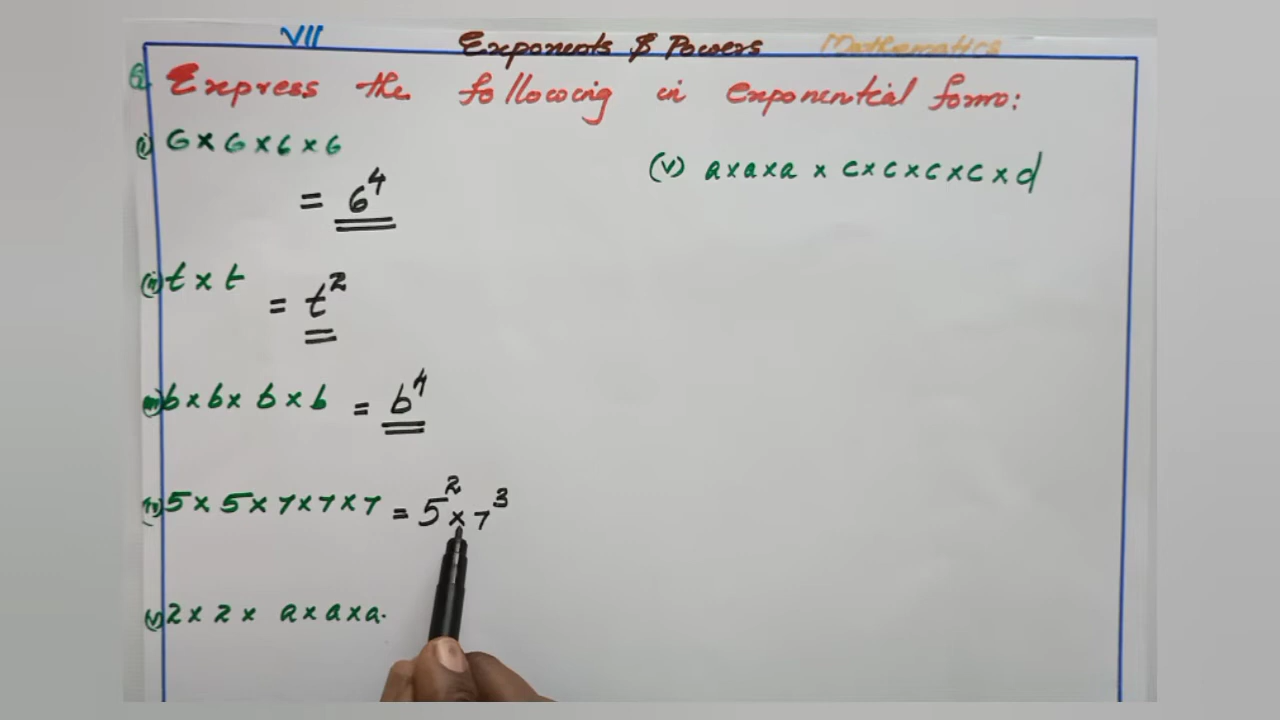 VII Exponents & Powers Mathematics
Q. Express the following in exponential form:
(i) 6 × 6 × 6 × 6
= 6⁴
(ii) t × t = t²
(iii) b × b × b × b = b⁴
(iv) 5 × 5 × 7 × 7 × 7 = 5² × 7³
(v) 2 × 2 × a × a × a.
(v) a × a × a × c × c × c × c × d